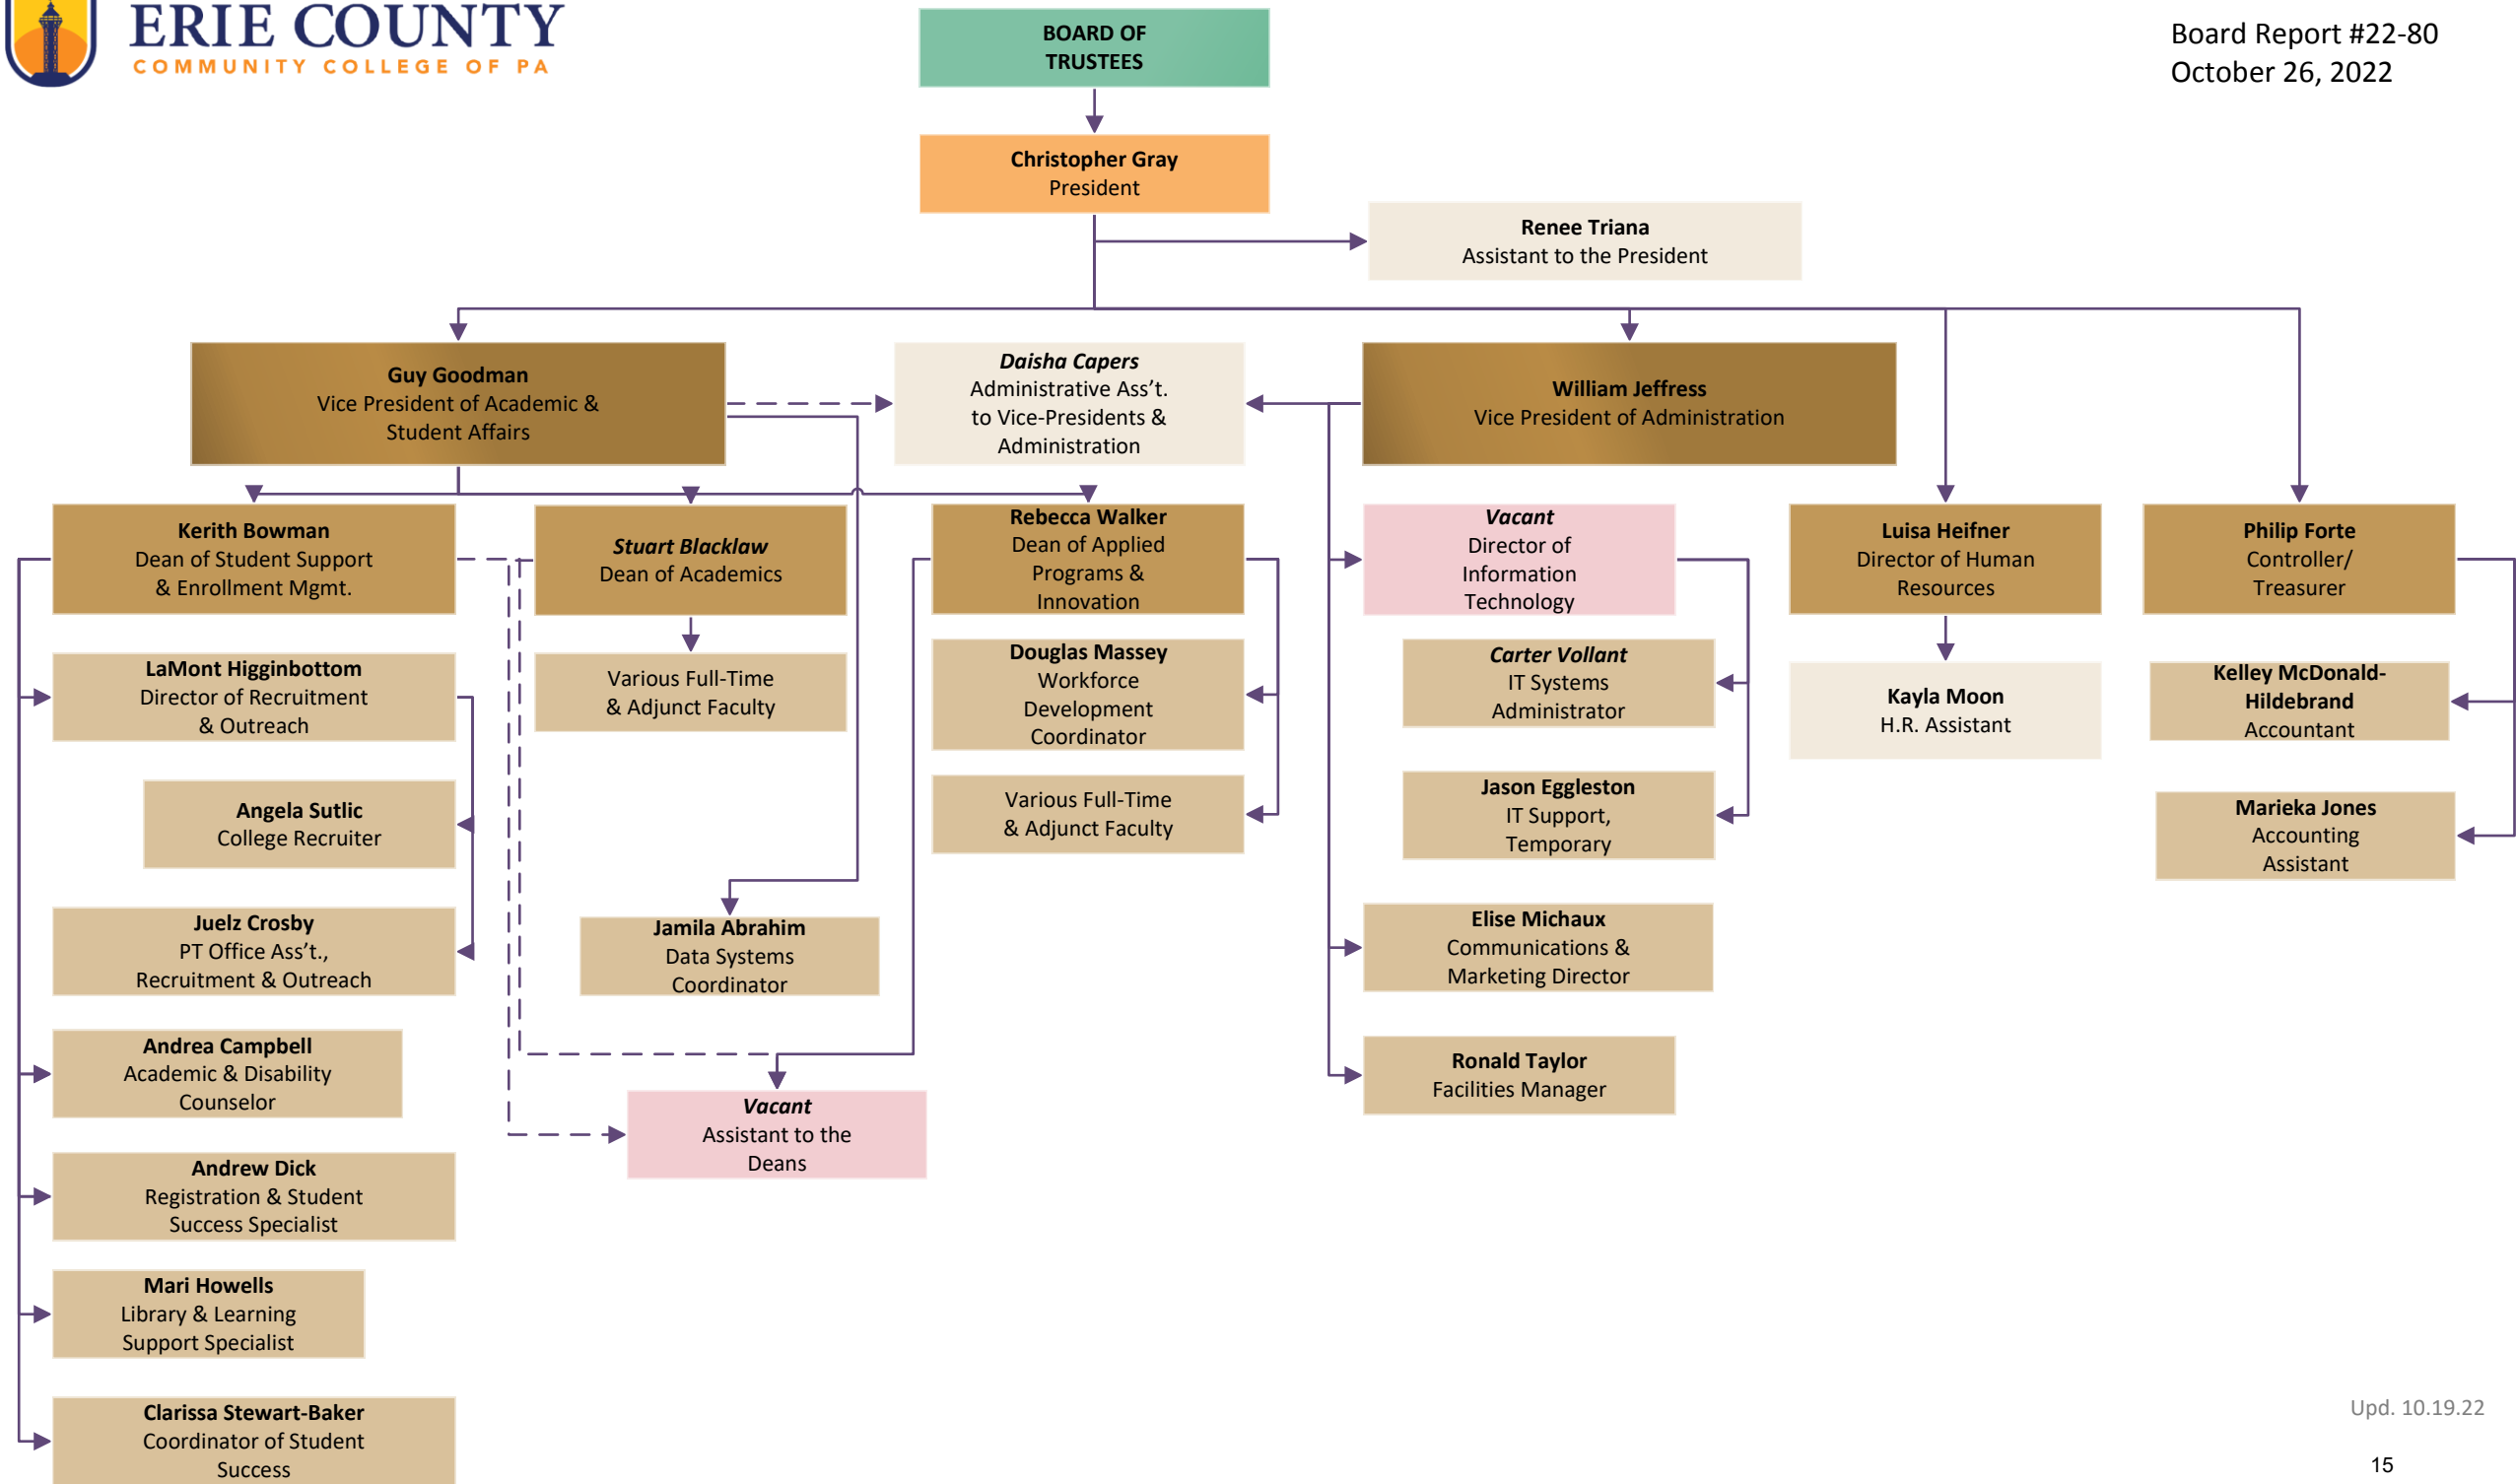 ERIE COUNTY
COMMUNITY COLLEGE OF PA
Board Report #22-80
October 26, 2022
BOARD OF
TRUSTEES
Christopher Gray
President
Renee Triana
Assistant to the President
Guy Goodman
Vice President of Academic &
Student Affairs
Daisha Capers
Administrative Ass’t.
to Vice-Presidents &
Administration
William Jeffress
Vice President of Administration
Kerith Bowman
Dean of Student Support
& Enrollment Mgmt.
Stuart Blacklaw
Dean of Academics
Rebecca Walker
Dean of Applied
Programs &
Innovation
Vacant
Director of
Information
Technology
Luisa Heifner
Director of Human
Resources
Philip Forte
Controller/
Treasurer
LaMont Higginbottom
Director of Recruitment
& Outreach
Various Full-Time
& Adjunct Faculty
Douglas Massey
Workforce
Development
Coordinator
Carter Vollant
IT Systems
Administrator
Kayla Moon
H.R. Assistant
Kelley McDonald-
Hildebrand
Accountant
Angela Sutlic
College Recruiter
Various Full-Time
& Adjunct Faculty
Jason Eggleston
IT Support,
Temporary
Marieka Jones
Accounting
Assistant
Juelz Crosby
PT Office Ass’t.,
Recruitment & Outreach
Jamila Abrahim
Data Systems
Coordinator
Elise Michaux
Communications &
Marketing Director
Andrea Campbell
Academic & Disability
Counselor
Vacant
Assistant to the
Deans
Ronald Taylor
Facilities Manager
Andrew Dick
Registration & Student
Success Specialist
Mari Howells
Library & Learning
Support Specialist
Clarissa Stewart-Baker
Coordinator of Student
Success
Upd. 10.19.22
15